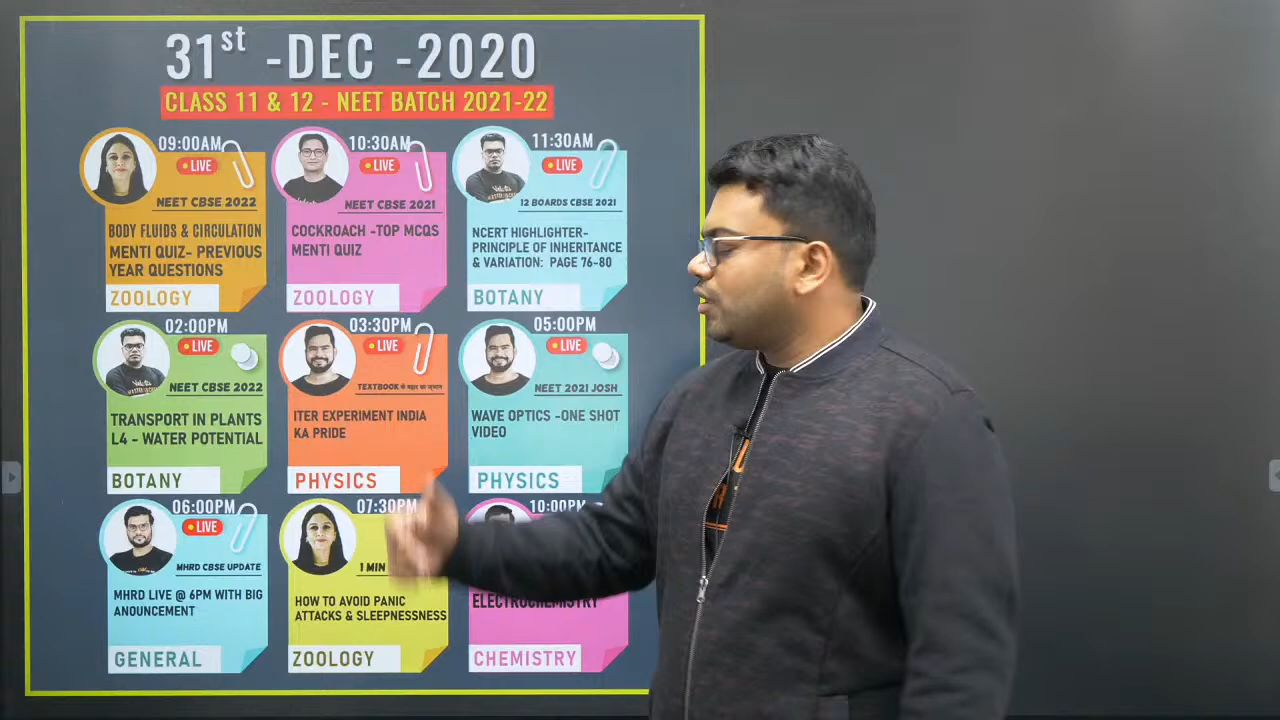 31st -DEC -2020
CLASS 11 & 12 - NEET BATCH 2021-22
09:00AM
LIVE
NEET CBSE 2022
BODY FLUIDS & CIRCULATION
MENTI QUIZ- PREVIOUS
YEAR QUESTIONS
ZOOLOGY
10:30AM
LIVE
NEET CBSE 2021
COCKROACH -TOP MCQS
MENTI QUIZ
ZOOLOGY
11:30AM
LIVE
12 BOARDS CBSE 2021
NCERT HIGHLIGHTER-
PRINCIPLE OF INHERITANCE
& VARIATION: PAGE 76-80
BOTANY
02:00PM
LIVE
NEET CBSE 2022
TRANSPORT IN PLANTS
L4 - WATER POTENTIAL
BOTANY
03:30PM
LIVE
TEXTBOOK के बाहर का ज्ञान
ITER EXPERIMENT INDIA
KA PRIDE
PHYSICS
05:00PM
LIVE
NEET 2021 JOSH
WAVE OPTICS -ONE SHOT
VIDEO
PHYSICS
06:00PM
LIVE
MHRD CBSE UPDATE
MHRD LIVE @ 6PM WITH BIG
ANOUNCEMENT
GENERAL
07:30PM
1 MIN
HOW TO AVOID PANIC
ATTACKS & SLEEPNESSNESS
ZOOLOGY
10:00PM
ELECTROCHEMISTRY
CHEMISTRY